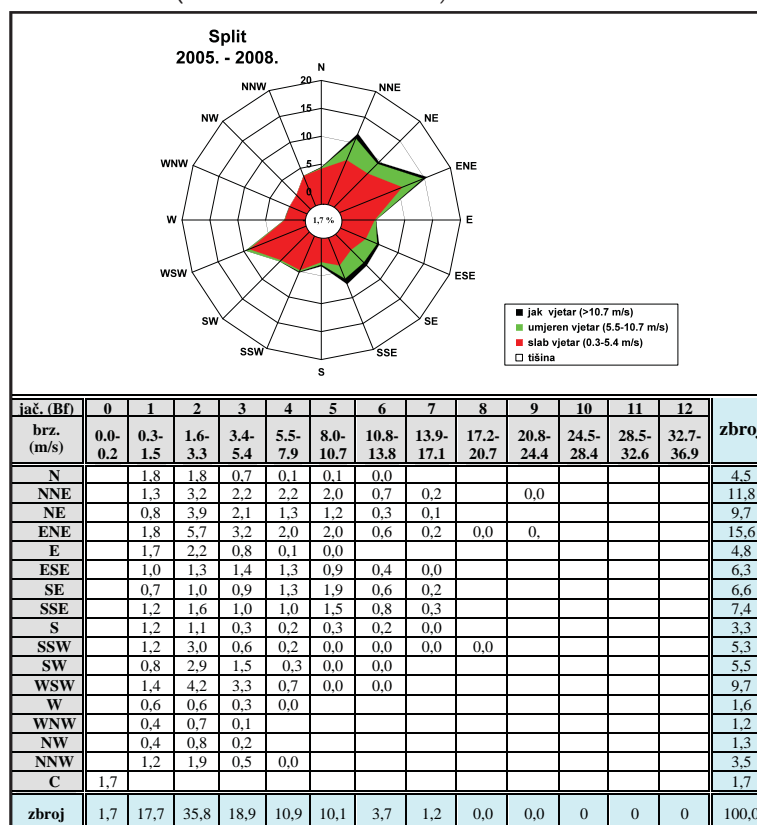 Split
2005. - 2008.
N
NNE
NE
ENE
E
ESE
SE
SSE
S
SSW
SW
WSW
W
WNW
NW
NNW
20
15
10
5
0
1,7 %
jak vjetar (>10.7 m/s)
umjeren vjetar (5.5-10.7 m/s)
slab vjetar (0.3-5.4 m/s)
tišina
jač. (Bf) 0 1 2 3 4 5 6 7 8 9 10 11 12 zbroj
brz. (m/s) 0.0-0.2 0.3-1.5 1.6-3.3 3.4-5.4 5.5-7.9 8.0-10.7 10.8-13.8 13.9-17.1 17.2-20.7 20.8-24.4 24.5-28.4 28.5-32.6 32.7-36.9
N 1,8 1,8 0,7 0,1 0,1 0,0 4,5
NNE 1,3 3,2 2,2 2,2 2,0 0,7 0,2 0,0 11,8
NE 0,8 3,9 2,1 1,3 1,2 0,3 0,1 9,7
ENE 1,8 5,7 3,2 2,0 2,0 0,6 0,2 0,0 0, 15,6
E 1,7 2,2 0,8 0,1 0,0 4,8
ESE 1,0 1,3 1,4 1,3 0,9 0,4 0,0 6,3
SE 0,7 1,0 0,9 1,3 1,9 0,6 0,2 6,6
SSE 1,2 1,6 1,0 1,0 1,5 0,8 0,3 7,4
S 1,2 1,1 0,3 0,2 0,3 0,2 0,0 3,3
SSW 1,2 3,0 0,6 0,2 0,0 0,0 0,0 0,0 5,3
SW 0,8 2,9 1,5 0,3 0,0 0,0 5,5
WSW 1,4 4,2 3,3 0,7 0,0 0,0 9,7
W 0,6 0,6 0,3 0,0 1,6
WNW 0,4 0,7 0,1 1,2
NW 0,4 0,8 0,2 1,3
NNW 1,2 1,9 0,5 0,0 3,5
C 1,7 1,7
zbroj 1,7 17,7 35,8 18,9 10,9 10,1 3,7 1,2 0,0 0,0 0 0 0 100,0